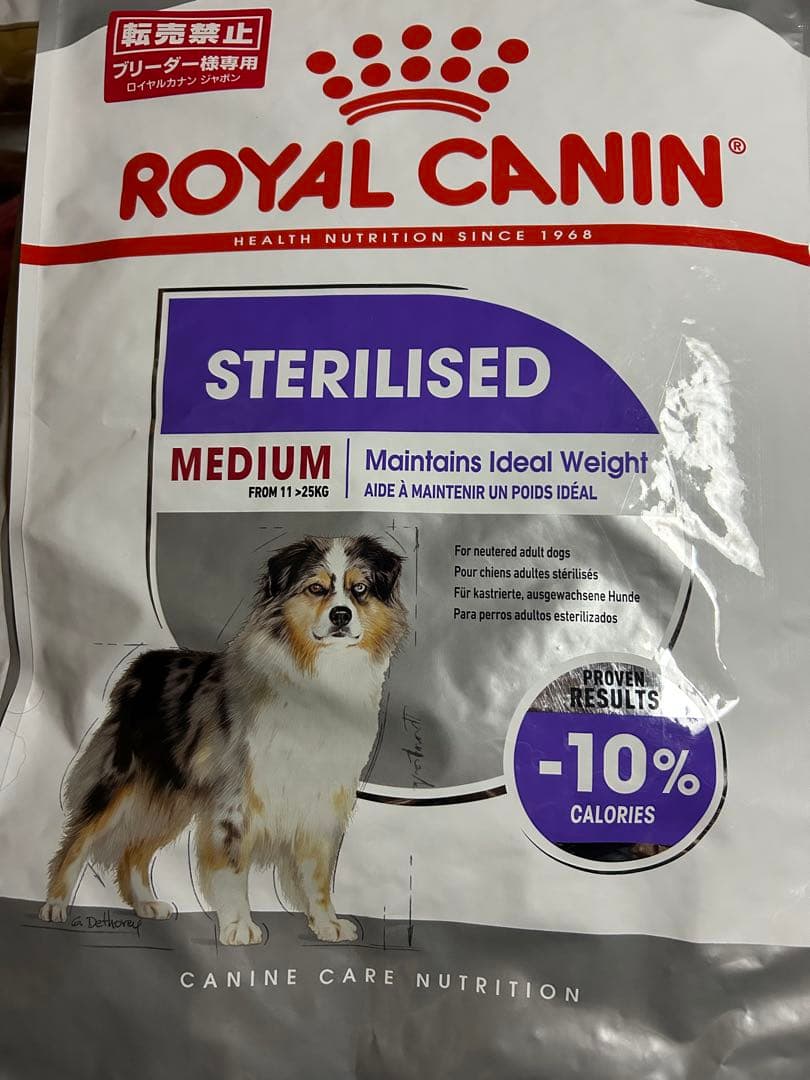 転売禁止
ブリーダー様専用
ロイヤルカナン ジャポン
ROYAL CANIN®
HEALTH NUTRITION SINCE 1968
STERILISED
MEDIUM
FROM 11 >25KG
Maintains Ideal Weight
AIDE À MAINTENIR UN POIDS IDÉAL
For neutered adult dogs
Pour chiens adultes stérilisés
Für kastrierte, ausgewachsene Hunde
Para perros adultos esterilizados
PROVEN
RESULTS
-10%
CALORIES
G. Dethorey
CANINE CARE NUTRITION